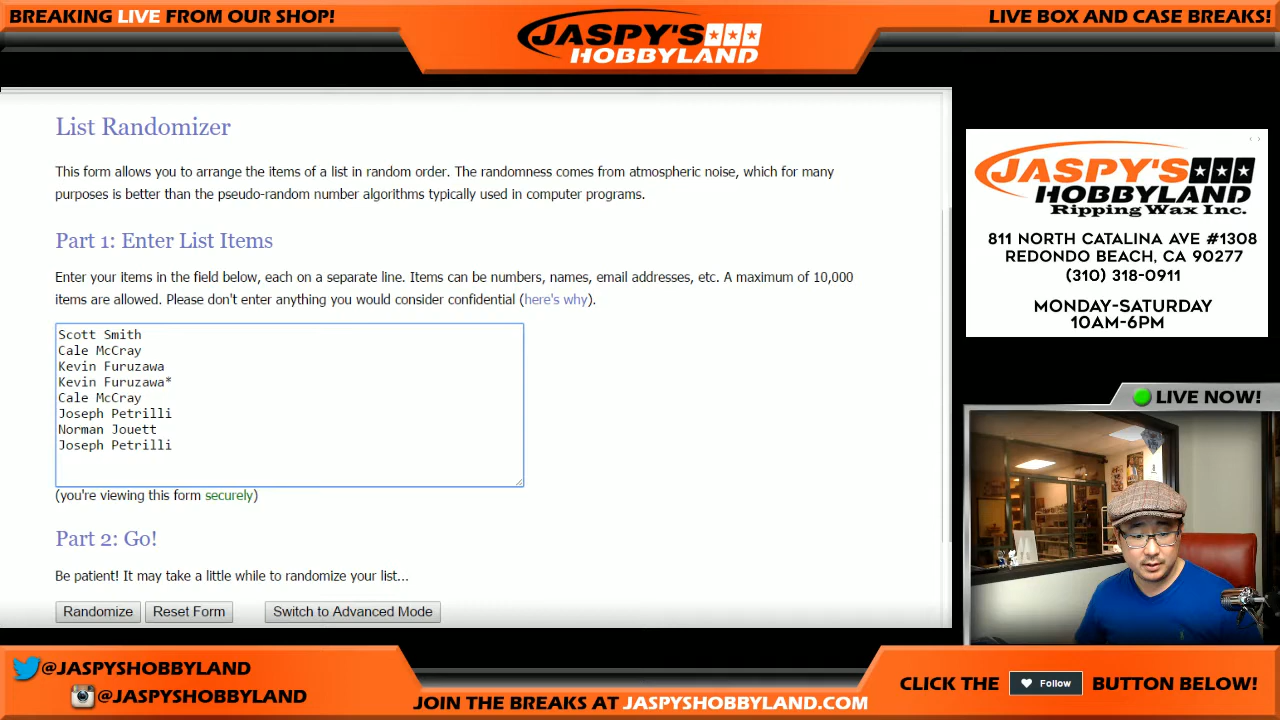 BREAKING LIVE FROM OUR SHOP!
JASPY'S
HOBBYLAND
LIVE BOX AND CASE BREAKS!
List Randomizer
This form allows you to arrange the items of a list in random order. The randomness comes from atmospheric noise, which for many
purposes is better than the pseudo-random number algorithms typically used in computer programs.
Part 1: Enter List Items
Enter your items in the field below, each on a separate line. Items can be numbers, names, email addresses, etc. A maximum of 10,000
items are allowed. Please don't enter anything you would consider confidential (here's why).
Scott Smith
Cale McCray
Kevin Furuzawa
Kevin Furuzawa*
Cale McCray
Joseph Petrilli
Norman Jouett
Joseph Petrilli
(you're viewing this form securely)
Part 2: Go!
Be patient! It may take a little while to randomize your list...
Randomize Reset Form Switch to Advanced Mode
JASPY'S
HOBBYLAND
Ripping Wax Inc.
811 NORTH CATALINA AVE #1308
REDONDO BEACH, CA 90277
(310) 318-0911
MONDAY-SATURDAY
10AM-6PM
LIVE NOW!
@JASPYSHOBBYLAND
@JASPYSHOBBYLAND
JOIN THE BREAKS AT JASPYSHOBBYLAND.COM
CLICK THE Follow BUTTON BELOW!